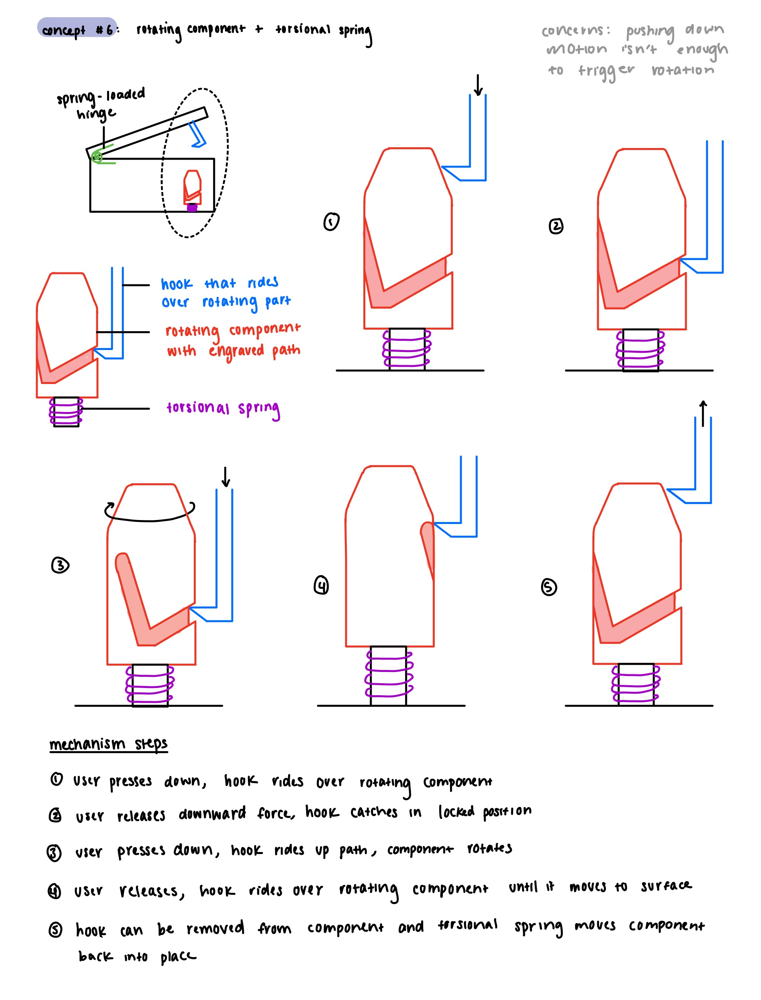 concept #6: rotating component + torsional spring
concerns: pushing down
motion isn't enough
to trigger rotation
spring-loaded
hinge
①
②
hook that rides
over rotating part
rotating component
with engraved path
torsional spring
③
④
⑤
mechanism steps
① user presses down, hook rides over rotating component
② user releases downward force, hook catches in locked position
③ user presses down, hook rides up path, component rotates
④ user releases, hook rides over rotating component until it moves to surface
⑤ hook can be removed from component and torsional spring moves component
back into place